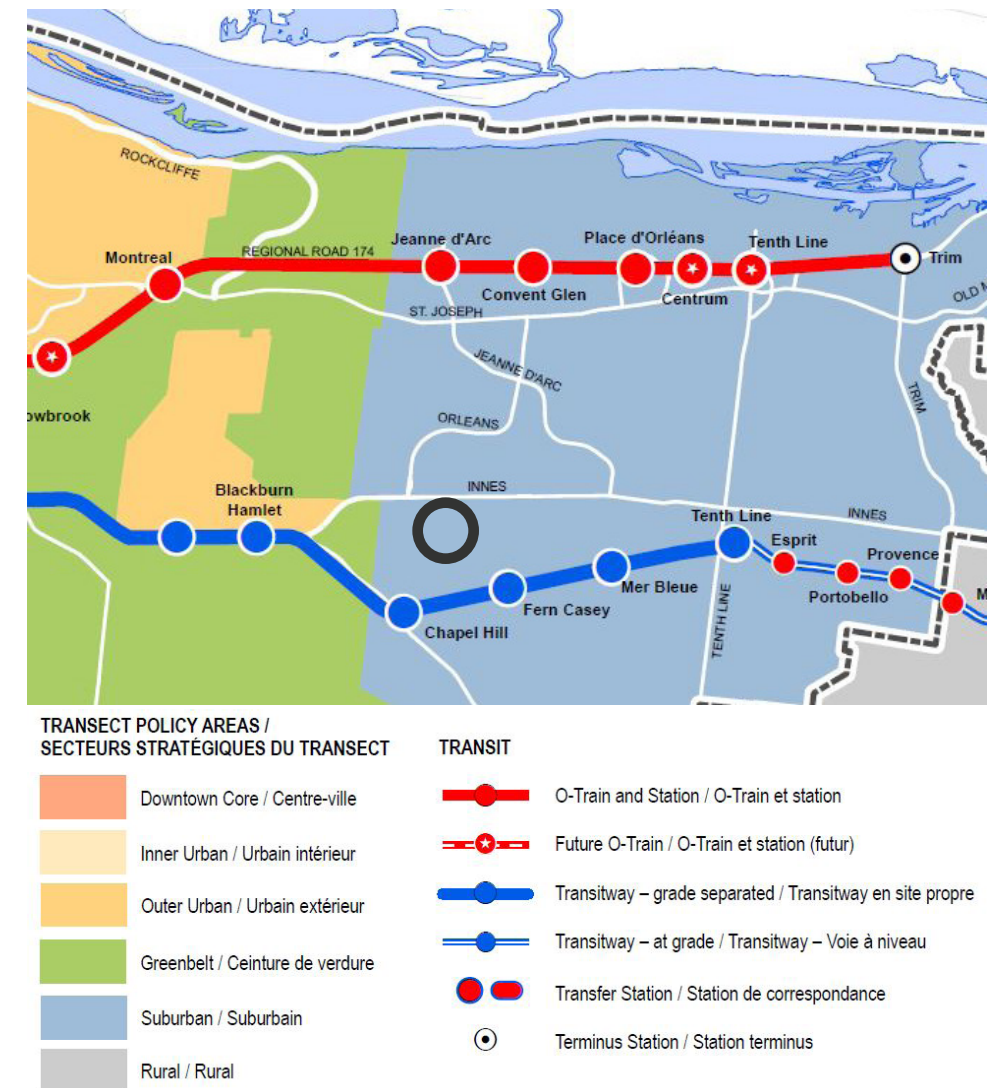 ROCKCLIFFE
Montreal
REGIONAL ROAD 174
Jeanne d'Arc
Convent Glen
Place d'Orléans
Centrum
Tenth Line
Trim
ST. JOSEPH
JEANNE D'ARC
ORLEANS
TRIM
INNES
Blackburn
Hamlet
Tenth Line
INNES
Esprit
Provence
Portobello
Mer Bleue
Fern Casey
Chapel Hill
TENTH LINE
TRANSECT POLICY AREAS /
SECTEURS STRATÉGIQUES DU TRANSECT
Downtown Core / Centre-ville
Inner Urban / Urbain intérieur
Outer Urban / Urbain extérieur
Greenbelt / Ceinture de verdure
Suburban / Suburbain
Rural / Rural
TRANSIT
O-Train and Station / O-Train et station
Future O-Train / O-Train et station (futur)
Transitway – grade separated / Transitway en site propre
Transitway – at grade / Transitway – Voie à niveau
Transfer Station / Station de correspondance
Terminus Station / Station terminus